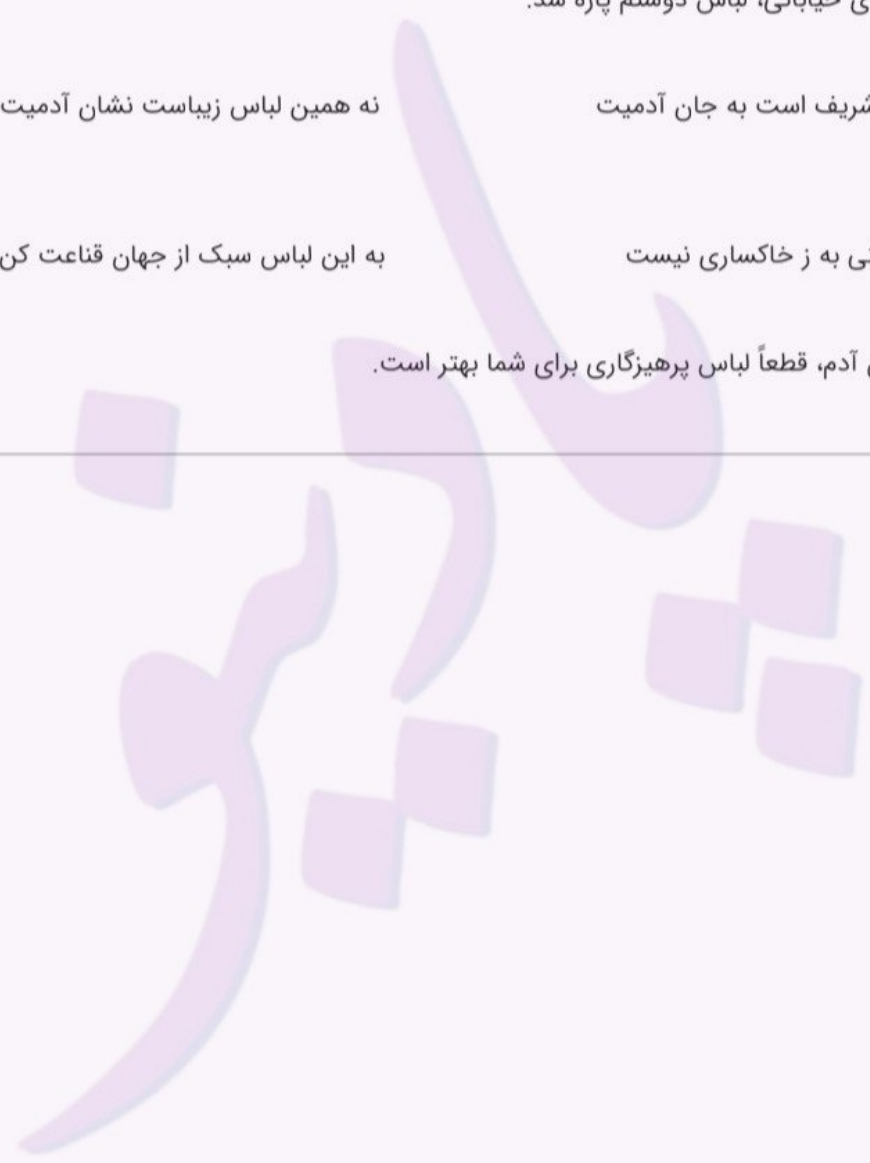 خیابانی، لباس دوستم پاره شد.
شریف است به جان آدمیت نه همین لباس زیباست نشان آدمیت
به ز خاکساری نیست به این لباس سبک از جهان قناعت کن
آدم، قطعاً لباس پرهیزگاری برای شما بهتر است.
پارینو